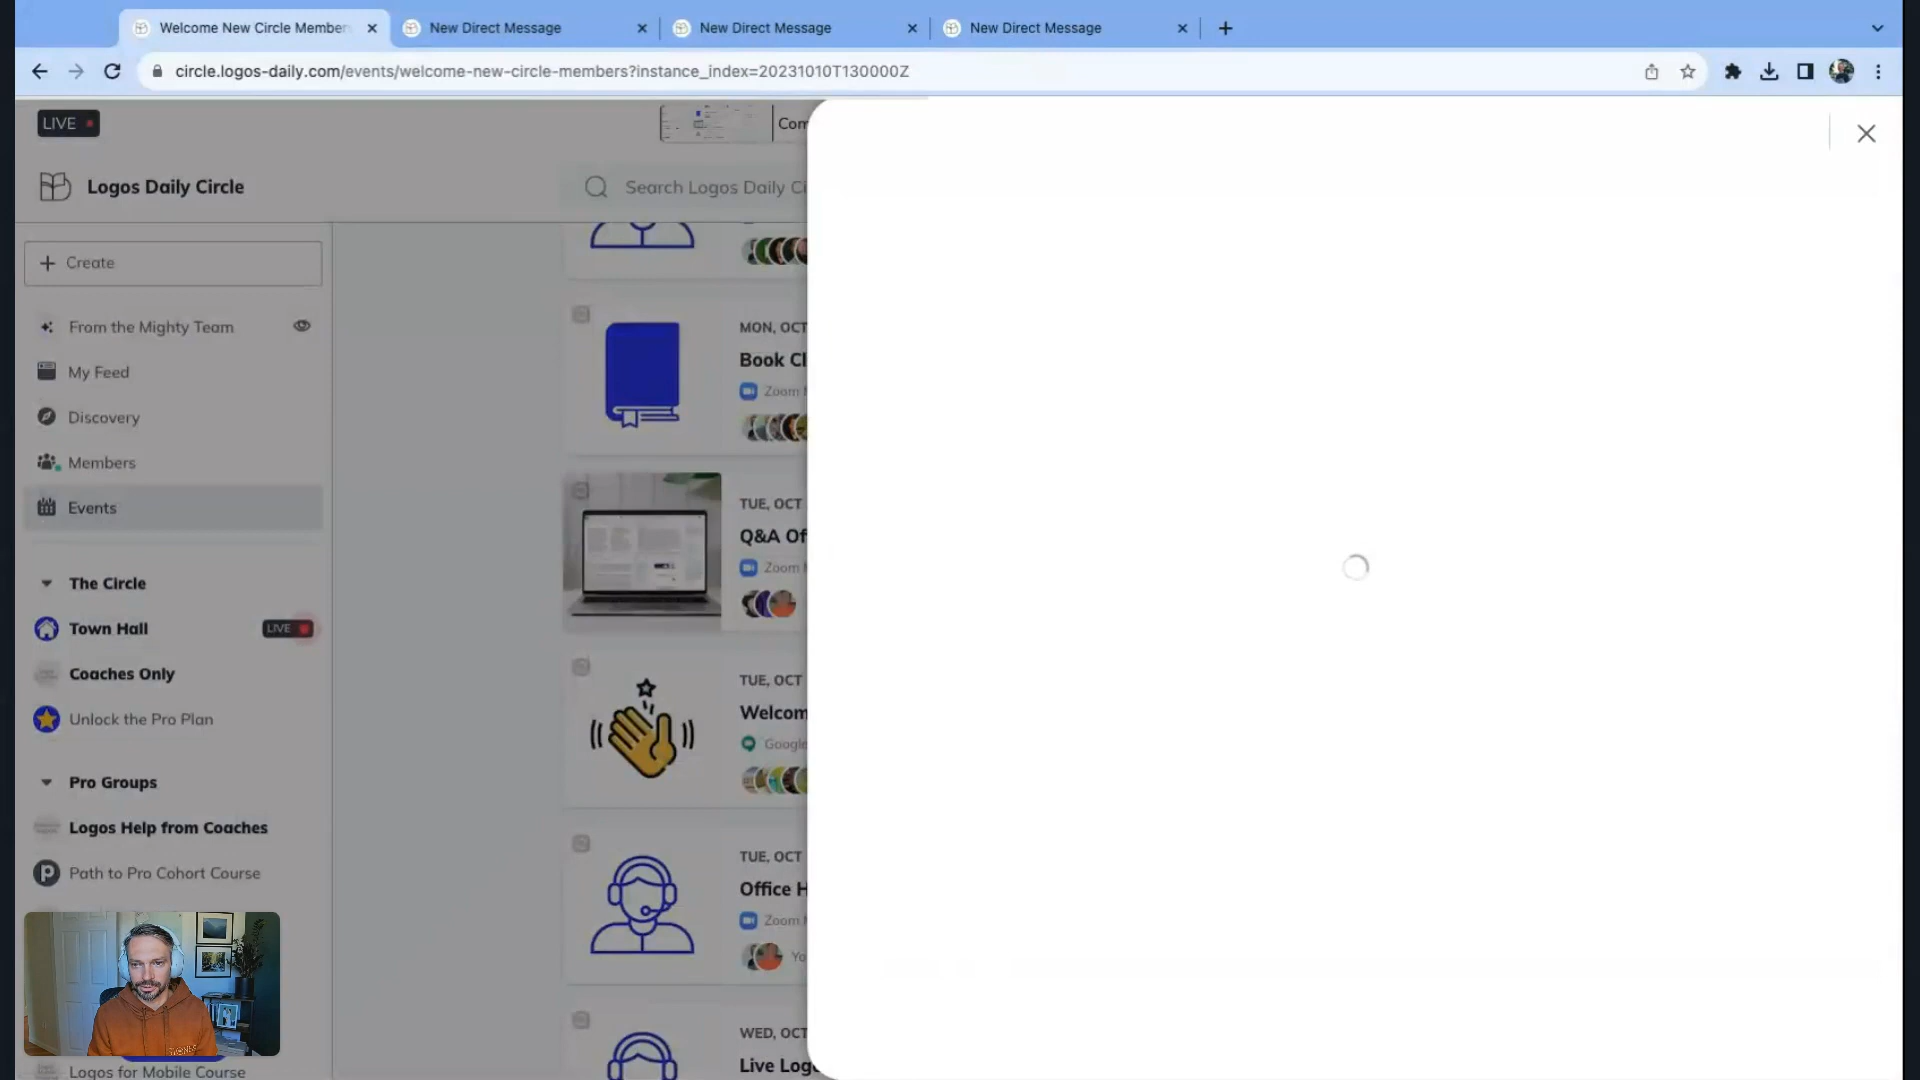 Welcome New Circle Member
New Direct Message
New Direct Message
New Direct Message
circle.logos-daily.com/events/welcome-new-circle-members?instance_index=20231010T130000Z
LIVE
Com
Logos Daily Circle
Search Logos Daily Ci
Create
From the Mighty Team
My Feed
Discovery
Members
Events
The Circle
Town Hall
LIVE
Coaches Only
Unlock the Pro Plan
Pro Groups
Logos Help from Coaches
Path to Pro Cohort Course
Logos for Mobile Course
MON, OCT
Book Cl
Zoom
TUE, OCT
Q&A Of
Zoom
TUE, OCT
Welcom
Google
TUE, OCT
Office H
Zoom
Yo
WED, OCT
Live Log